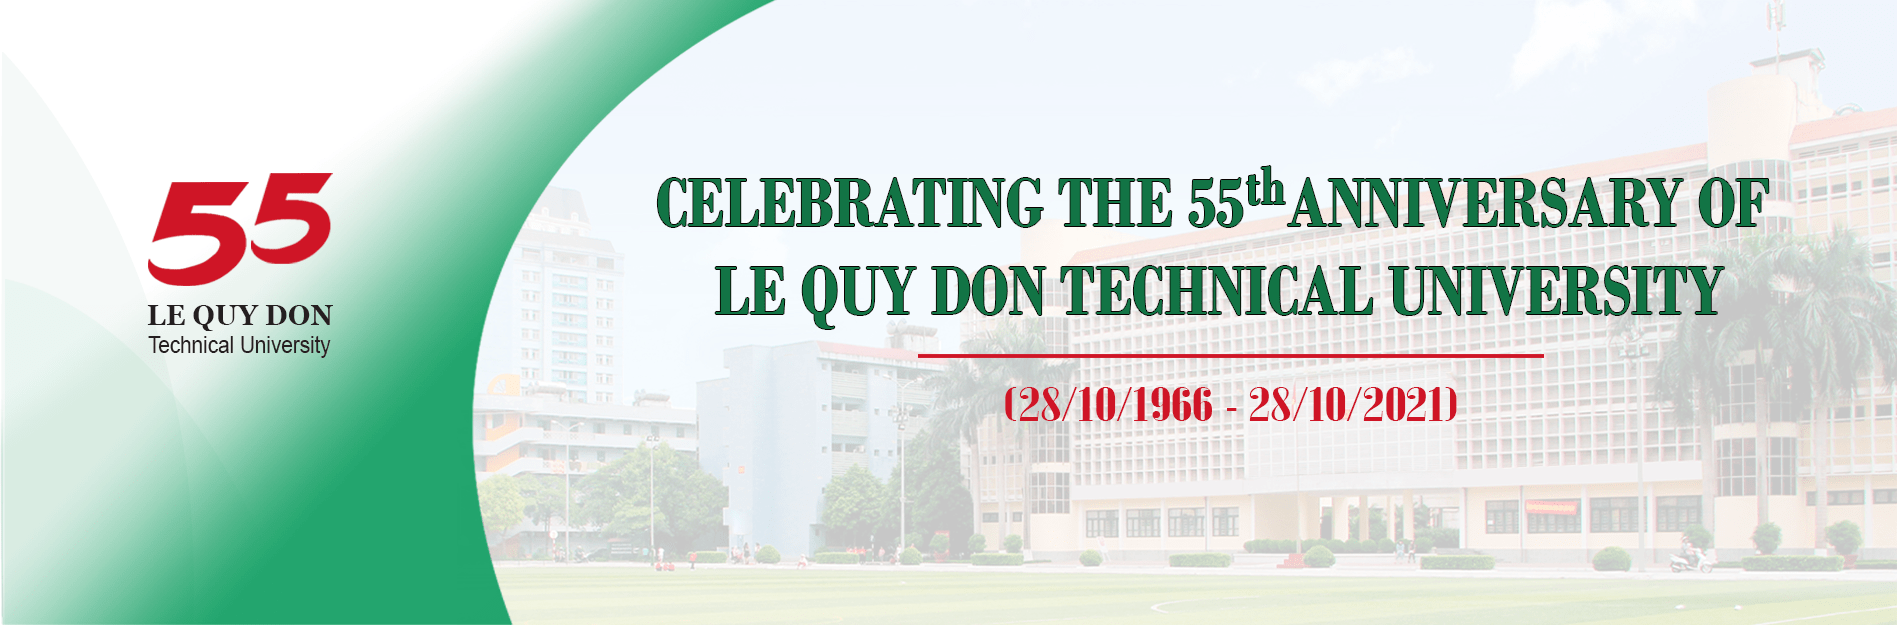 55
LE QUY DON
Technical University
CELEBRATING THE 55th ANNIVERSARY OF
LE QUY DON TECHNICAL UNIVERSITY
(28/10/1966 - 28/10/2021)